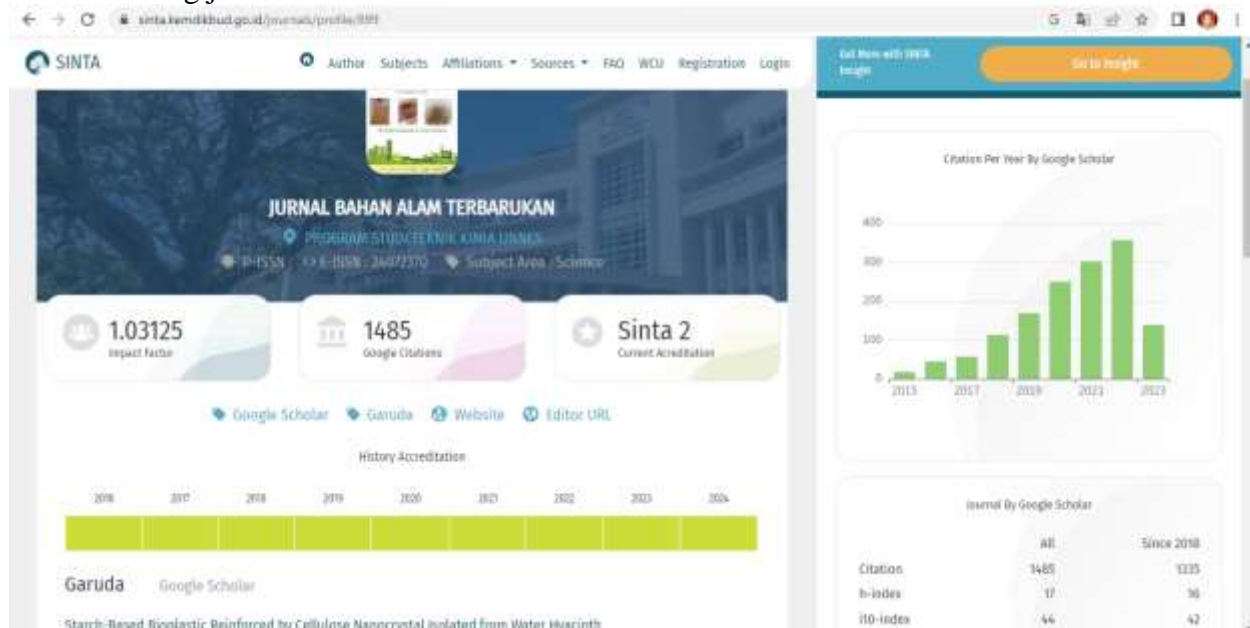 sinta.kemdikbud.go.id/journals/profile/
SINTA
Author Subjects Affiliations Sources FAQ WCU Registration Login
Get More with SINTA
Insight
Go to Insight
JURNAL BAHAN ALAM TERBARUKAN
PROGRAM STUDI TEKNIK KIMIA UNNES
P-ISSN : <> E-ISSN : 24072370 Subject Area : Science
1.03125
Impact Factor
1485
Google Citations
Sinta 2
Current Acreditation
Google Scholar Garuda Website Editor URL
History Accreditation
2016 2017 2018 2019 2020 2021 2022 2023 2024
Garuda Google Scholar
Starch-Based Bioplastic Reinforced by Cellulose Nanocrystal Isolated from Water Hyacinth
Citation Per Year By Google Scholar
400
300
200
100
0
2015 2017 2019 2021 2023
Journal By Google Scholar
All Since 2018
Citation 1485 1335
h-index 17 16
i10-index 44 42